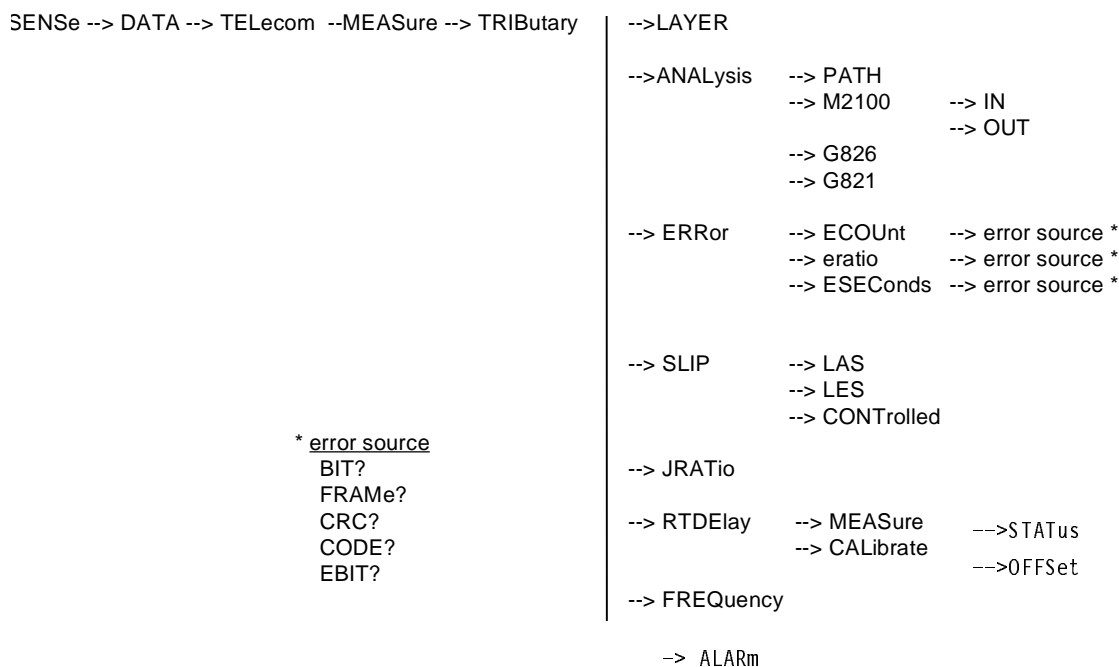 SENSe --> DATA --> TELecom --MEASure --> TRIButary -->LAYER
-->ANALysis --> PATH
--> M2100 --> IN
--> OUT
--> G826
--> G821
--> ERRor --> ECOUnt --> error source *
--> eratio --> error source *
--> ESEConds --> error source *
--> SLIP --> LAS
--> LES
--> CONTrolled
* error source
BIT? --> JRATio
FRAMe?
CRC? --> RTDElay --> MEASure -->STATus
CODE? --> CALibrate
EBIT? -->OFFSet
--> FREQuency
-> ALARm